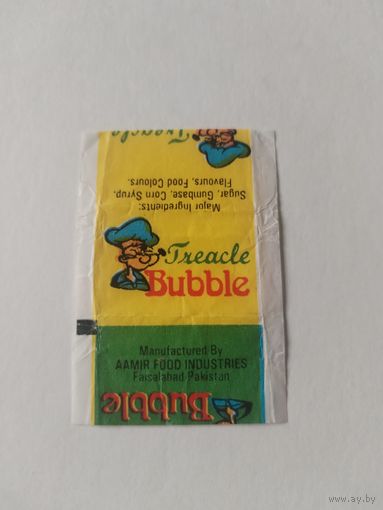 Treacle
Major Ingredients:
Sugar, Gumbase, Corn Syrup,
Flavours, Food Colours.
Treacle
Bubble
Manufactured By
AAMIR FOOD INDUSTRIES
Faisalabad Pakistan
Bubble
www.ay.by